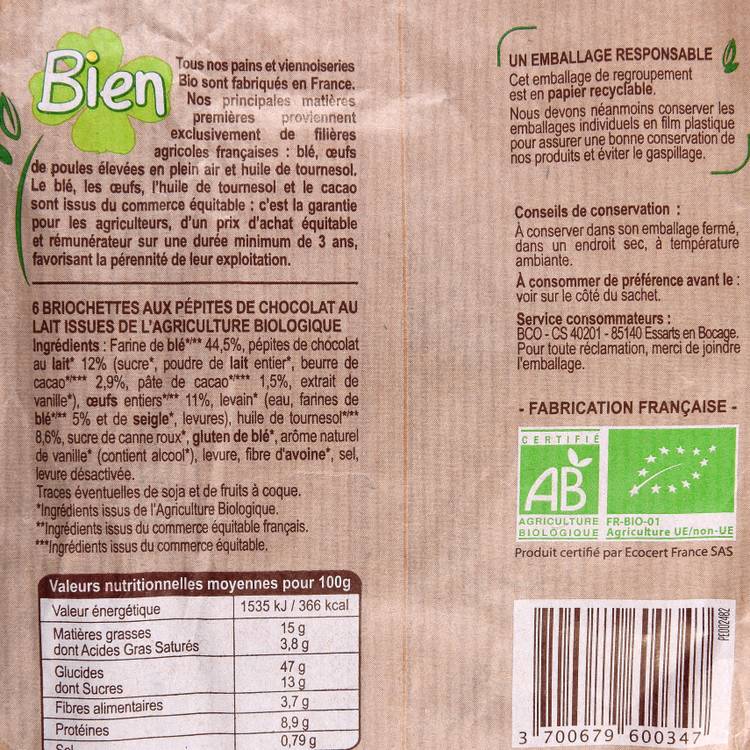 Bien
Tous nos pains et viennoiseries
Bio sont fabriqués en France.
Nos principales matières
premières proviennent
exclusivement de filières
agricoles françaises : blé, œufs
de poules élevées en plein air et huile de tournesol.
Le blé, les œufs, l'huile de tournesol et le cacao
sont issus du commerce équitable : c'est la garantie
pour les agriculteurs, d'un prix d'achat équitable
et rémunérateur sur une durée minimum de 3 ans,
favorisant la pérennité de leur exploitation.
6 BRIOCHETTES AUX PÉPITES DE CHOCOLAT AU
LAIT ISSUES DE L'AGRICULTURE BIOLOGIQUE
Ingrédients : Farine de blé*/** 44,5%, pépites de chocolat
au lait* 12% (sucre*, poudre de lait entier*, beurre de
cacao*/*** 2,9%, pâte de cacao*/*** 1,5%, extrait de
vanille*), œufs entiers*/** 11%, levain* (eau, farines de
blé*/** 5% et de seigle*, levures), huile de tournesol*/**
8,6%, sucre de canne roux*, gluten de blé*, arôme naturel
de vanille* (contient alcool*), levure, fibre d'avoine*, sel,
levure désactivée.
Traces éventuelles de soja et de fruits à coque.
*Ingrédients issus de l'Agriculture Biologique.
**Ingrédients issus du commerce équitable français.
***Ingrédients issus du commerce équitable.
Valeurs nutritionnelles moyennes pour 100g
Valeur énergétique 1535 kJ / 366 kcal
Matières grasses 15 g
dont Acides Gras Saturés 3,8 g
Glucides 47 g
dont Sucres 13 g
Fibres alimentaires 3,7 g
Protéines 8,9 g
Sel 0,79 g
UN EMBALLAGE RESPONSABLE
Cet emballage de regroupement
est en papier recyclable.
Nous devons néanmoins conserver les
emballages individuels en film plastique
pour assurer une bonne conservation de
nos produits et éviter le gaspillage.
Conseils de conservation :
À conserver dans son emballage fermé,
dans un endroit sec, à température
ambiante.
À consommer de préférence avant le :
voir sur le côté du sachet.
Service consommateurs :
BCO - CS 40201 - 85140 Essarts en Bocage.
Pour toute réclamation, merci de joindre
l'emballage.
- FABRICATION FRANÇAISE -
CERTIFIÉ
AB
AGRICULTURE
BIOLOGIQUE
FR-BIO-01
Agriculture UE/non-UE
Produit certifié par Ecocert France SAS
PE002482
3 700679 600347